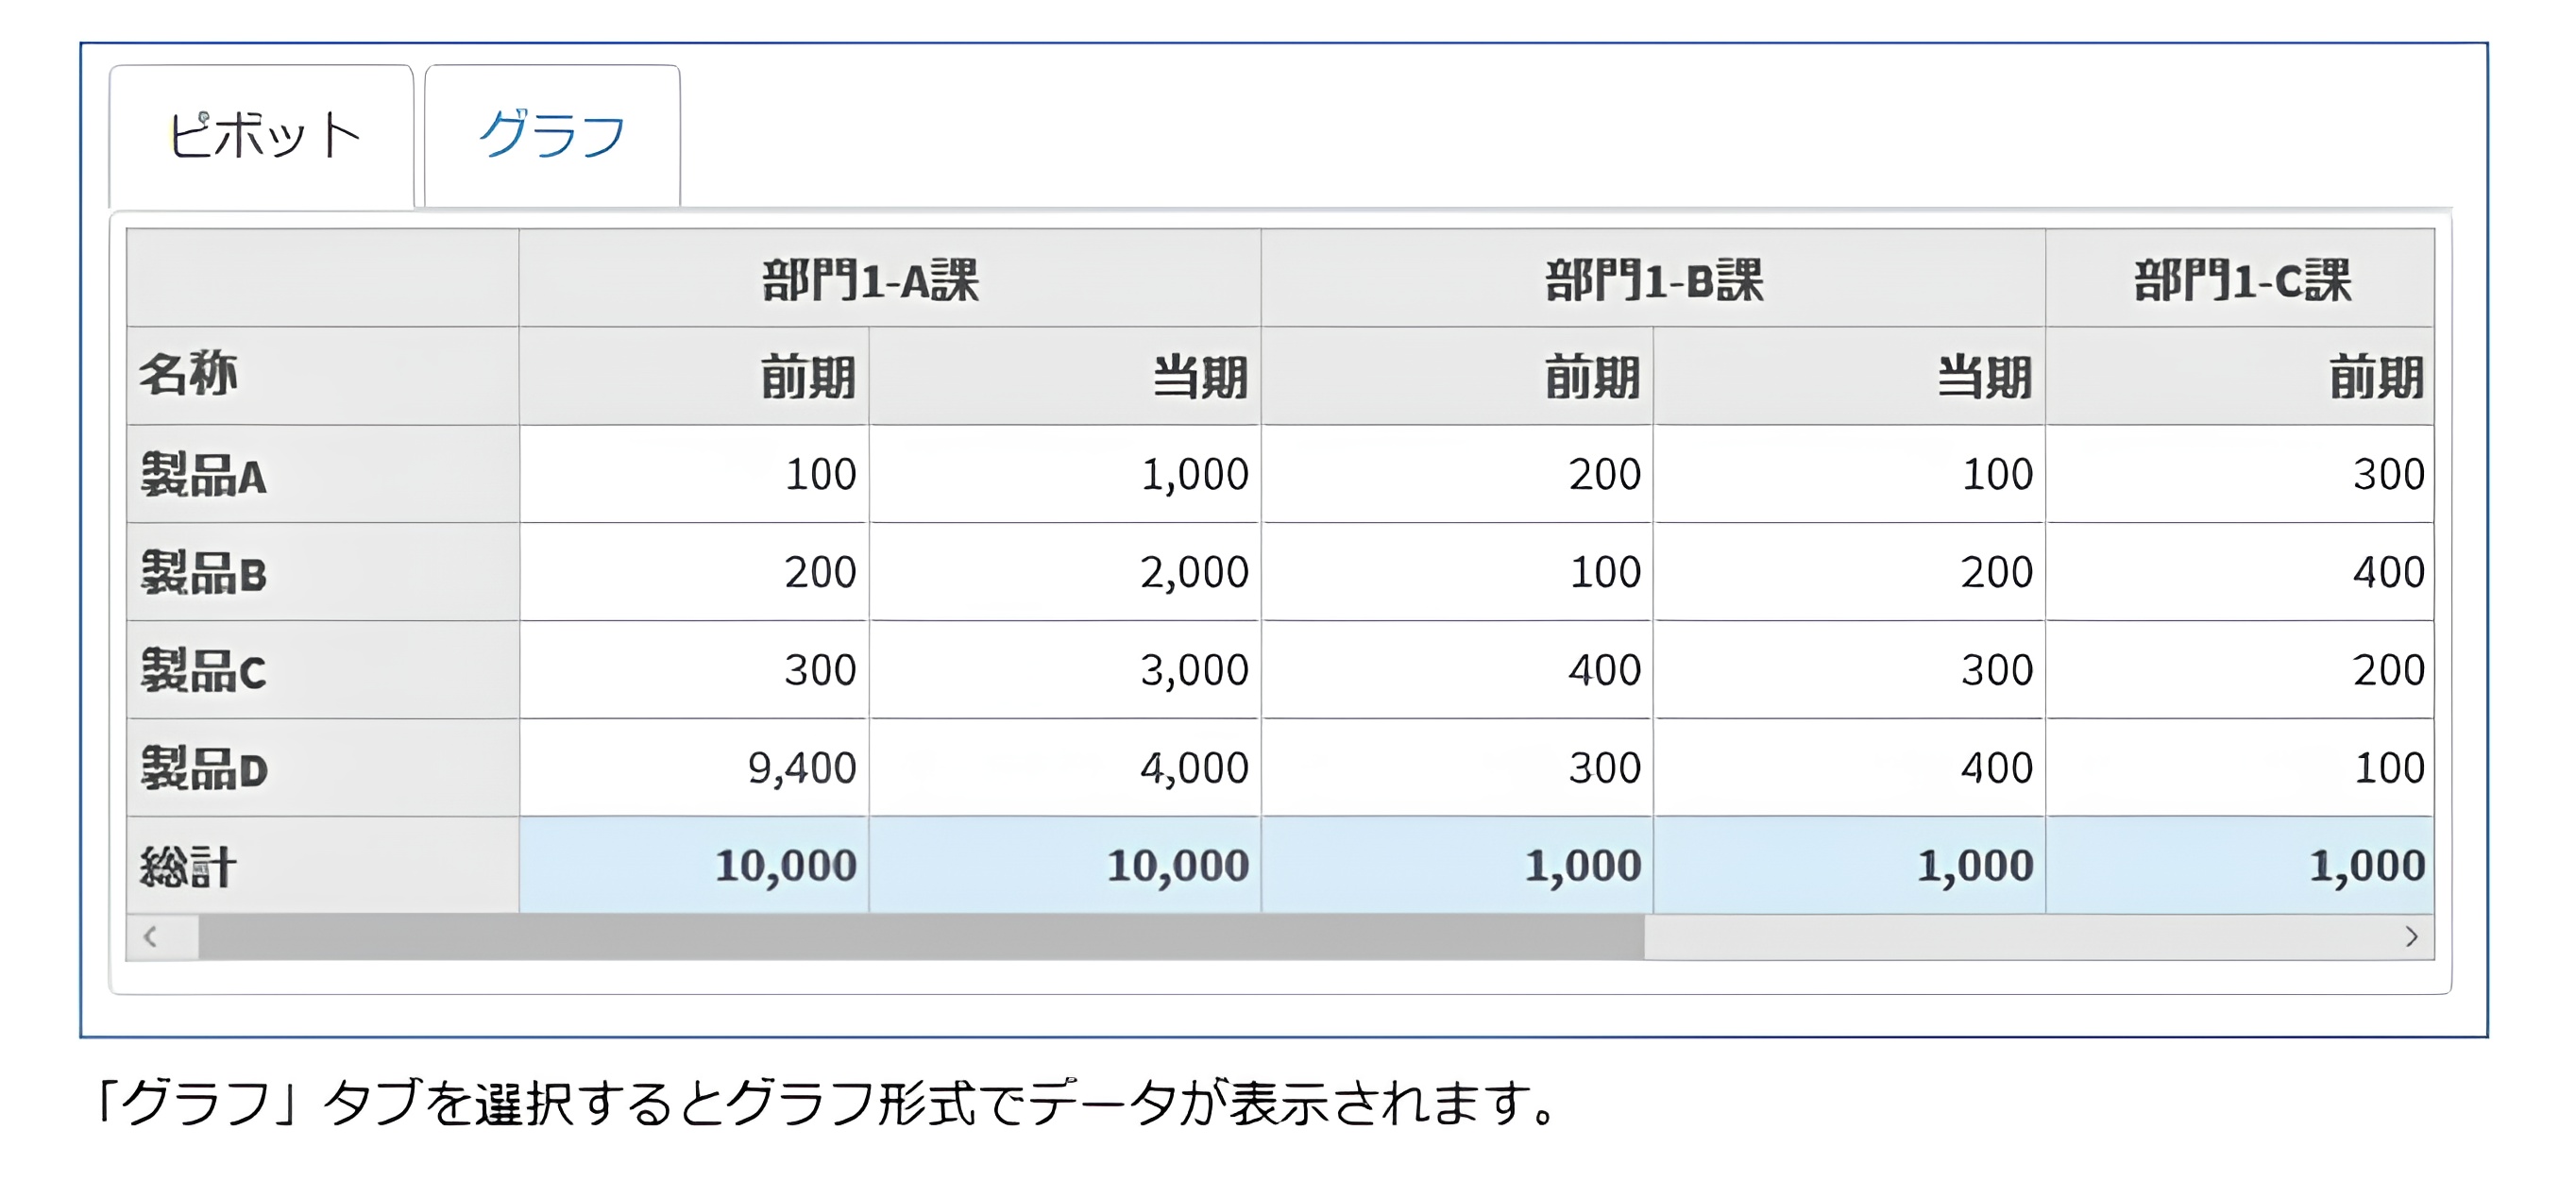 ピボット グラフ
部門1-A課 部門1-B課 部門1-C課
名称 前期 当期 前期 当期 前期
製品A 100 1,000 200 100 300
製品B 200 2,000 100 200 400
製品C 300 3,000 400 300 200
製品D 9,400 4,000 300 400 100
総計 10,000 10,000 1,000 1,000 1,000
「グラフ」タブを選択するとグラフ形式でデータが表示されます。